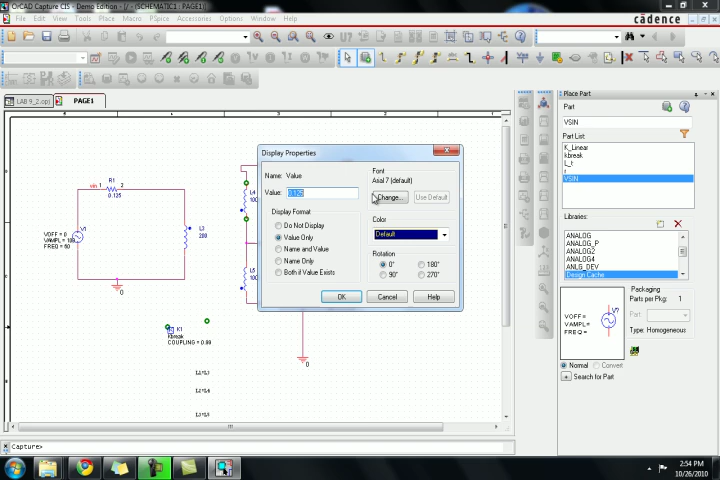 OrCAD Capture CIS - Demo Edition - [/ - (SCHEMATIC1 : PAGE1)]
File Edit View Tools Place Macro PSpice Accessories Options Window Help
cādence
U?
LAB 9_2.opj PAGE1
Place Part
Part
VSIN
Part List:
K_Linear
kbreak
L_t
r
VSIN
Libraries:
ANALOG
ANALOG_P
ANALOG2
ANALOG4
ANLG_DEV
Design Cache
Packaging
Parts per Pkg: 1
Part:
Type: Homogeneous
V?
VOFF =
VAMPL =
FREQ =
Normal Convert
Search for Part
Display Properties
Name: Value
Value: 0.125
Font
Arial 7 (default)
Change... Use Default
Display Format
Do Not Display
Value Only
Name and Value
Name Only
Both if Value Exists
Color
Default
Rotation
0° 180°
90° 270°
OK Cancel Help
R1
vin 1 2
0.125
VOFF = 0
FREQ = 60
V1
L3
200
L4
L5
0
0
K1
Kbreak
COUPLING = 0.99
Capture>
2:54 PM
10/26/2010